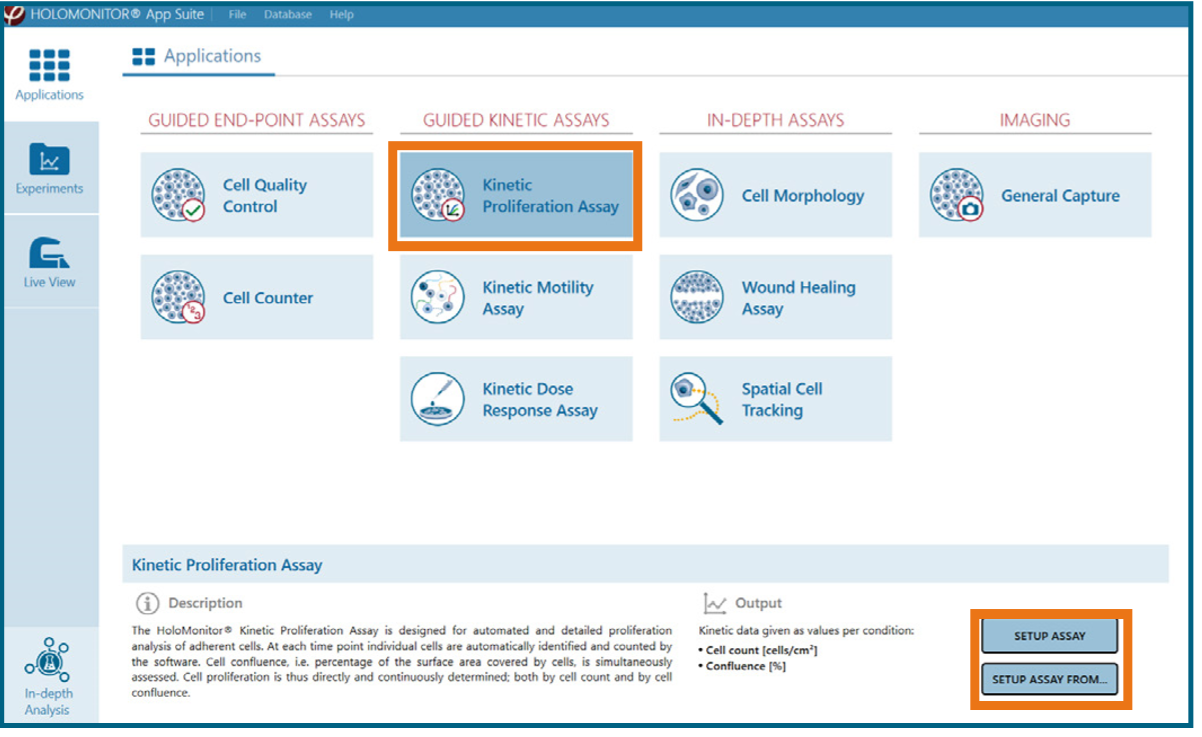 HOLOMONITOR® App Suite File Database Help
Applications
Applications
Experiments
Live View
In-depth
Analysis
GUIDED END-POINT ASSAYS
Cell Quality
Control
Cell Counter
GUIDED KINETIC ASSAYS
Kinetic
Proliferation Assay
Kinetic Motility
Assay
Kinetic Dose
Response Assay
IN-DEPTH ASSAYS
Cell Morphology
Wound Healing
Assay
Spatial Cell
Tracking
IMAGING
General Capture
Kinetic Proliferation Assay
Description
The HoloMonitor® Kinetic Proliferation Assay is designed for automated and detailed proliferation
analysis of adherent cells. At each time point individual cells are automatically identified and counted by
the software. Cell confluence, i.e. percentage of the surface area covered by cells, is simultaneously
assessed. Cell proliferation is thus directly and continuously determined; both by cell count and by cell
confluence.
Output
Kinetic data given as values per condition:
• Cell count [cells/cm²]
• Confluence [%]
SETUP ASSAY
SETUP ASSAY FROM...